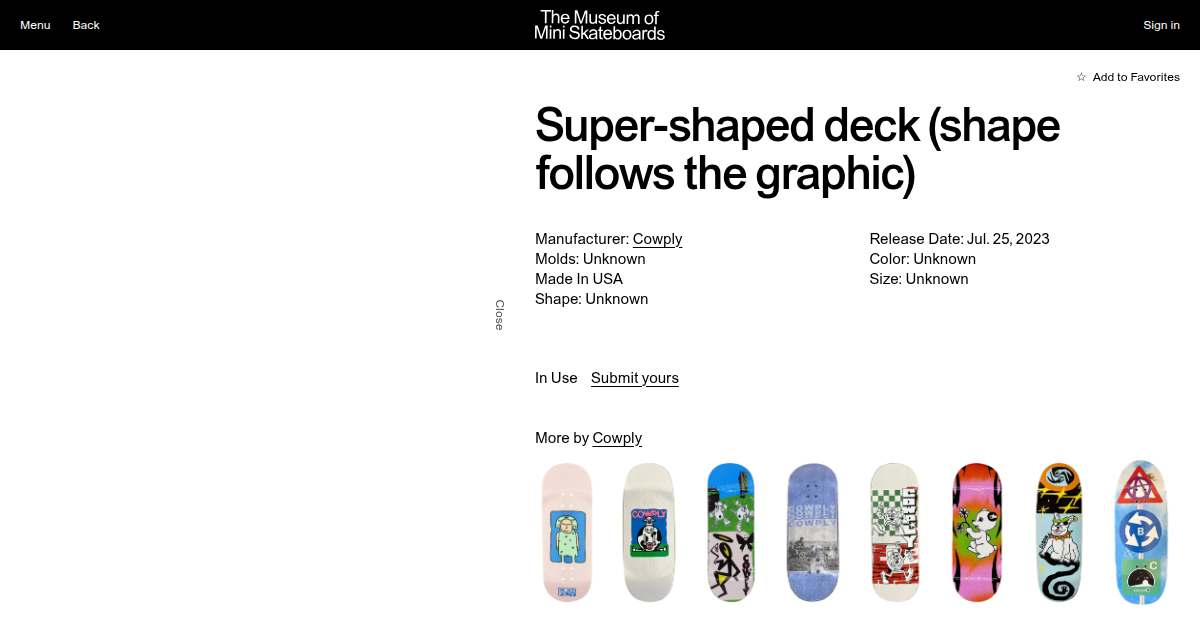 Menu
Back
The Museum of
Mini Skateboards
Sign in
☆ Add to Favorites
Super-shaped deck (shape
follows the graphic)
Manufacturer: Cowply
Molds: Unknown
Made In USA
Shape: Unknown
Release Date: Jul. 25, 2023
Color: Unknown
Size: Unknown
Close
In Use
Submit yours
More by Cowply
COWPLY
COWPLY
B
C